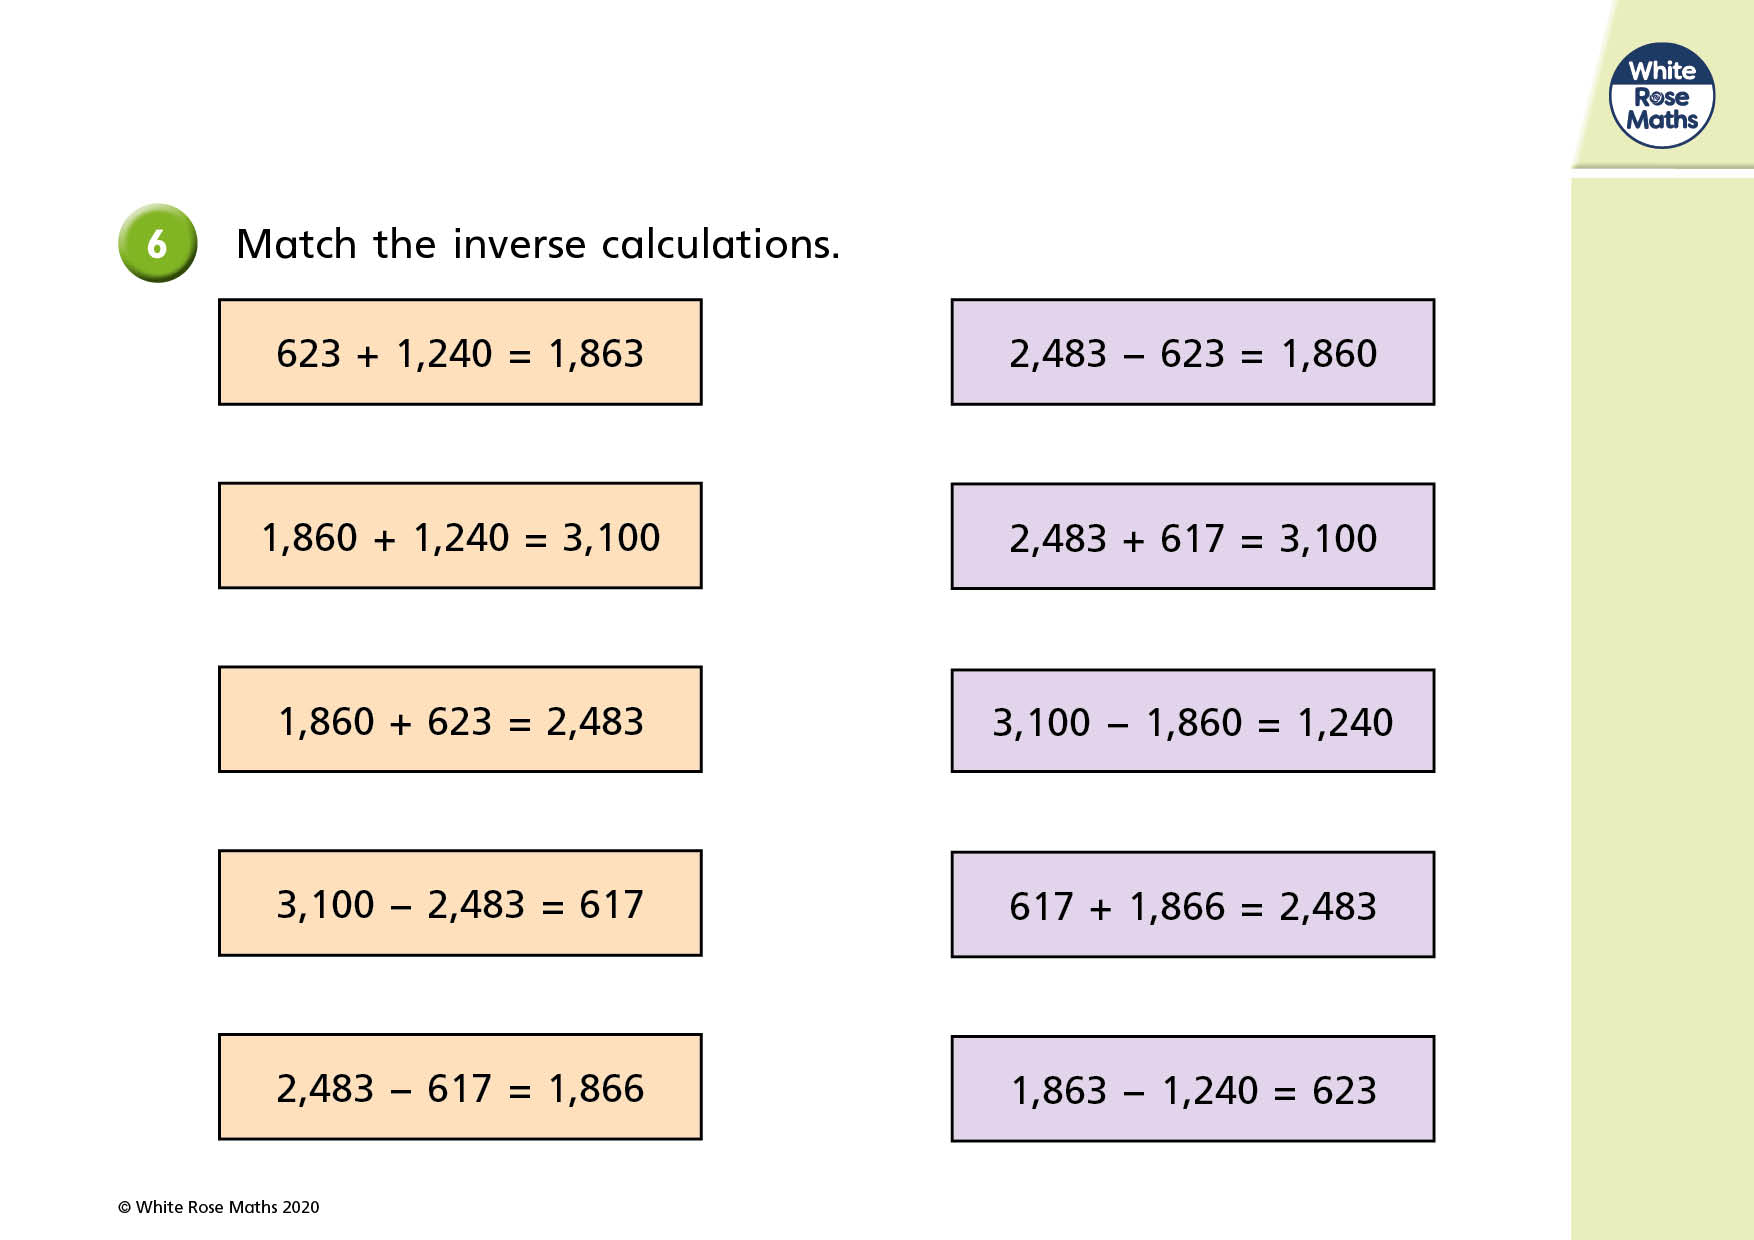 White
Rose
Maths
6 Match the inverse calculations.
623 + 1,240 = 1,863
2,483 – 623 = 1,860
1,860 + 1,240 = 3,100
2,483 + 617 = 3,100
1,860 + 623 = 2,483
3,100 – 1,860 = 1,240
3,100 – 2,483 = 617
617 + 1,866 = 2,483
2,483 – 617 = 1,866
1,863 – 1,240 = 623
© White Rose Maths 2020